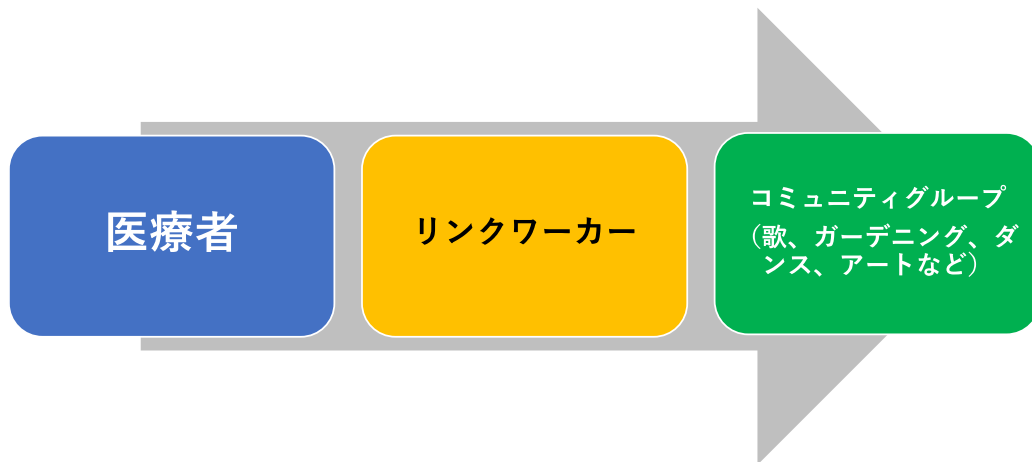 医療者
リンクワーカー
コミュニティグループ
（歌、ガーデニング、ダ
ンス、アートなど）